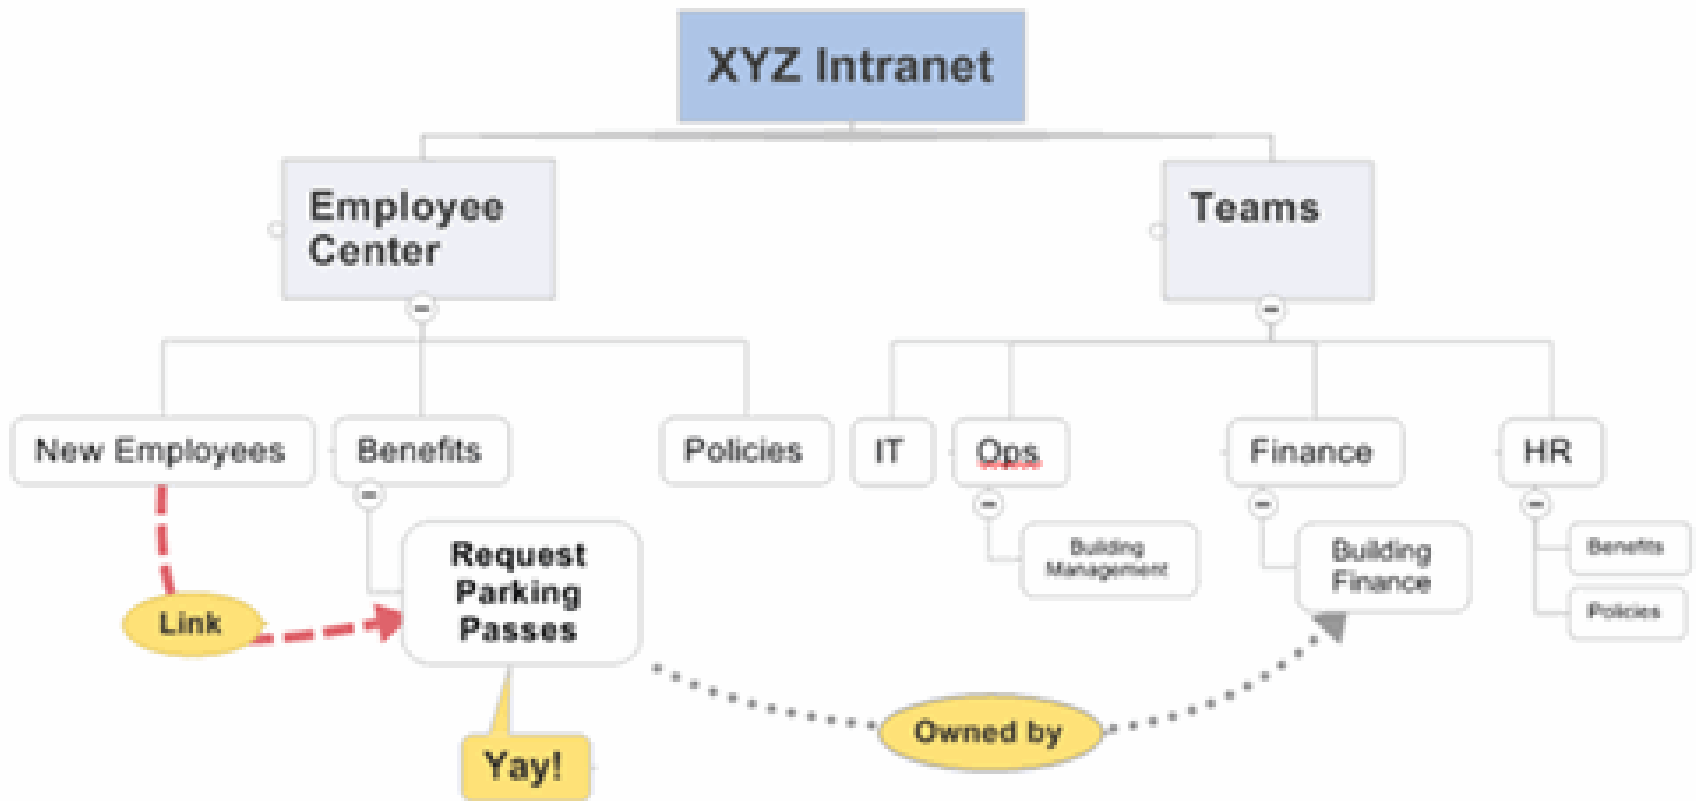 XYZ Intranet
Employee
Center
Teams
New Employees
Benefits
Policies
IT
Ops
Finance
HR
Request
Parking
Passes
Building
Management
Building
Finance
Benefits
Policies
Link
Owned by
Yay!